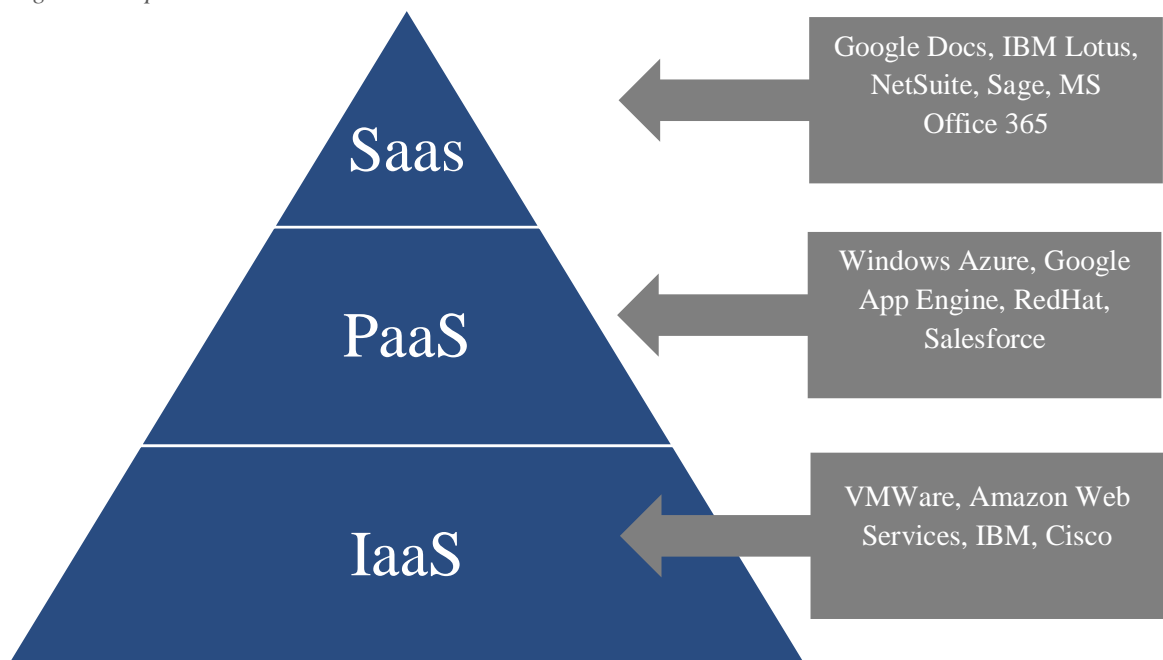 Saas
Google Docs, IBM Lotus,
NetSuite, Sage, MS
Office 365
PaaS
Windows Azure, Google
App Engine, RedHat,
Salesforce
IaaS
VMWare, Amazon Web
Services, IBM, Cisco